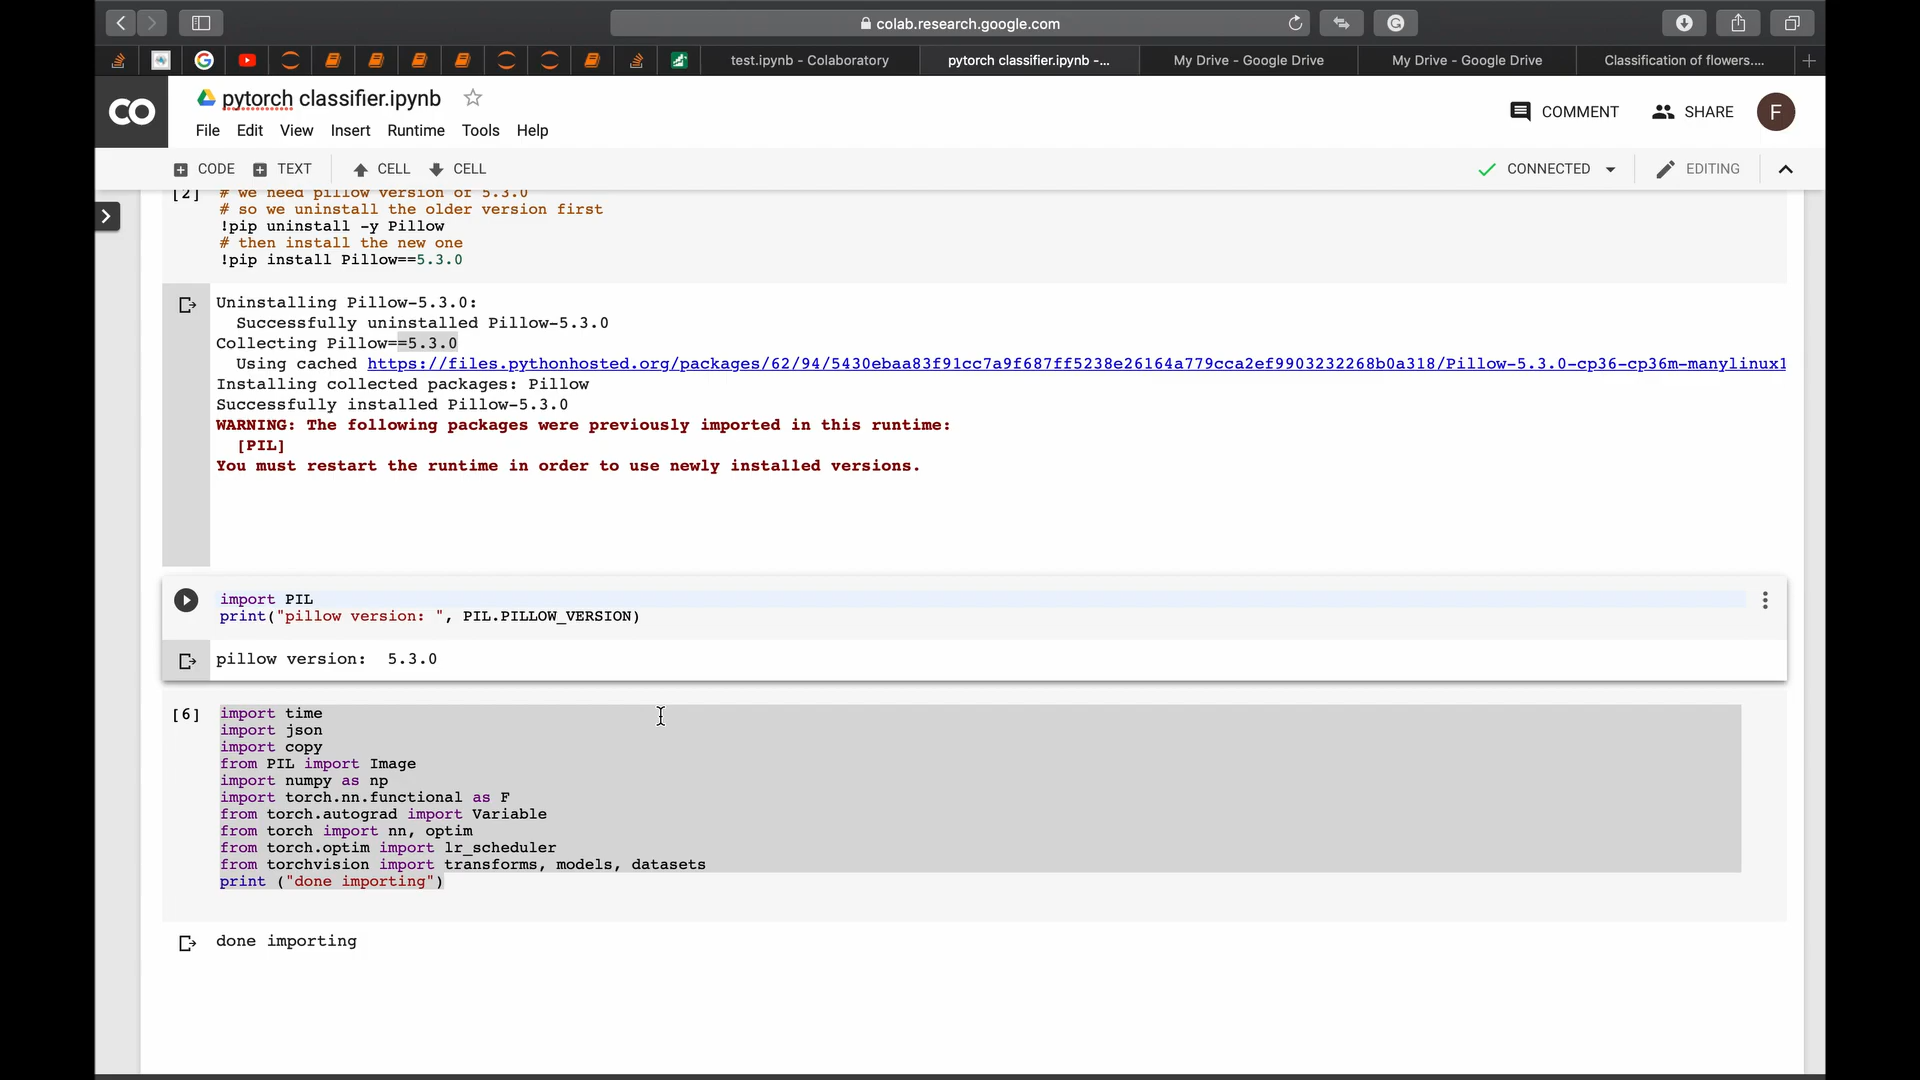 colab.research.google.com
test.ipynb - Colaboratory
pytorch classifier.ipynb -...
My Drive - Google Drive
My Drive - Google Drive
Classification of flowers....
CO
pytorch classifier.ipynb
COMMENT
SHARE
F
File Edit View Insert Runtime Tools Help
CODE TEXT CELL CELL
CONNECTED
EDITING
[2]
# we need pillow version of 5.3.0
# so we uninstall the older version first
!pip uninstall -y Pillow
# then install the new one
!pip install Pillow==5.3.0
Uninstalling Pillow-5.3.0:
Successfully uninstalled Pillow-5.3.0
Collecting Pillow==5.3.0
Using cached https://files.pythonhosted.org/packages/62/94/5430ebaa83f91cc7a9f687ff5238e26164a779cca2ef9903232268b0a318/Pillow-5.3.0-cp36-cp36m-manylinux1
Installing collected packages: Pillow
Successfully installed Pillow-5.3.0
WARNING: The following packages were previously imported in this runtime:
[PIL]
You must restart the runtime in order to use newly installed versions.
import PIL
print("pillow version: ", PIL.PILLOW_VERSION)
pillow version:  5.3.0
[6]
import time
import json
import copy
from PIL import Image
import numpy as np
import torch.nn.functional as F
from torch.autograd import Variable
from torch import nn, optim
from torch.optim import lr_scheduler
from torchvision import transforms, models, datasets
print ("done importing")
done importing